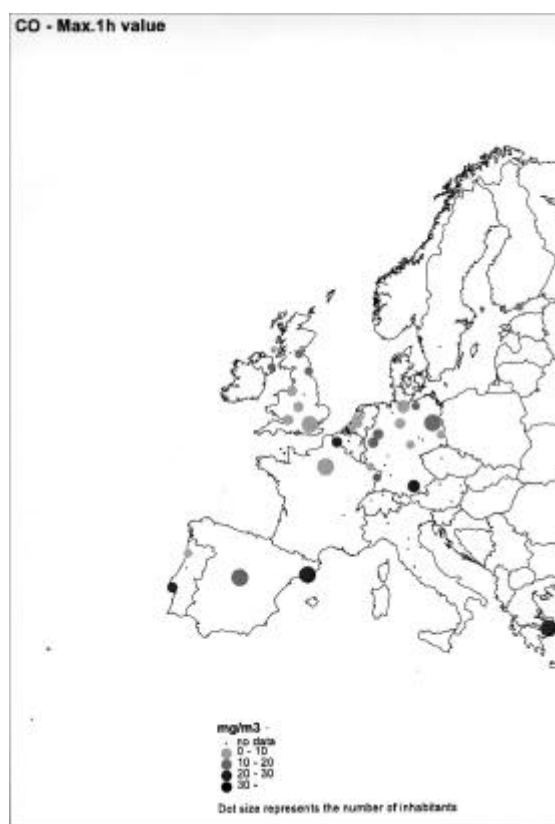 CO - Max.1h value
mg/m3 -
no data
0 - 10
10 - 20
20 - 30
30 -
Dot size represents the number of inhabitants